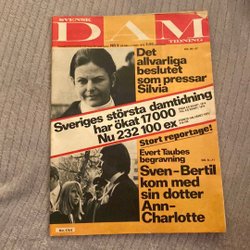 SVENSK
DAM
TIDNING
Det
allvarliga
beslutet
som pressar
Silvia
Sveriges största damtidning
har ökat 17000
Nu 232 100 ex
Stort reportage!
Evert Taubes
begravning
Sven-Bertil
kom med
sin dotter
Ann-
Charlotte